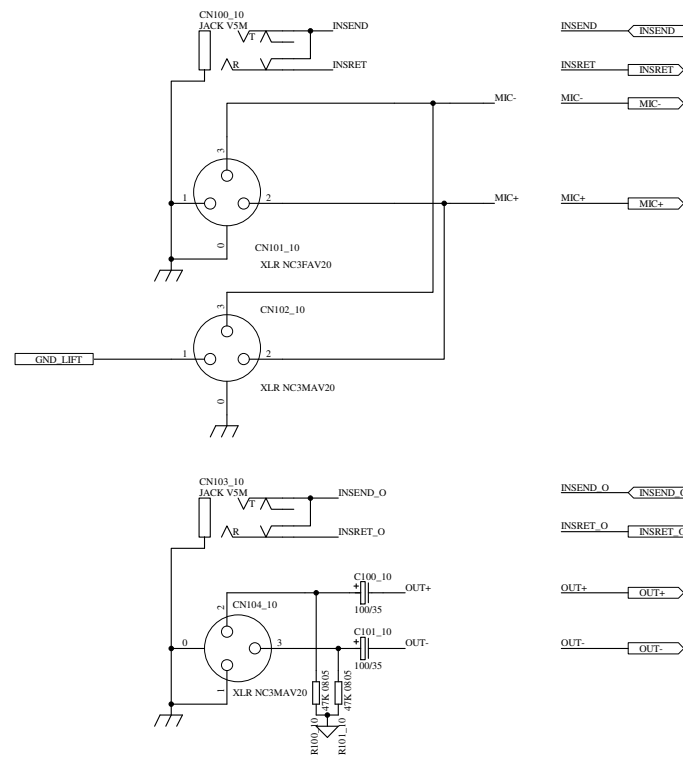 CN100_10
JACK V5M
T
INSEND
INSEND
INSEND
R
INSRET
INSRET
INSRET
MIC-
MIC-
MIC-
3
1
2
MIC+
MIC+
MIC+
0
CN101_10
XLR NC3FAV20
3
CN102_10
GND_LIFT
1
2
0
XLR NC3MAV20
CN103_10
JACK V5M
T
INSEND_O
INSEND_O
INSEND_O
R
INSRET_O
INSRET_O
INSRET_O
C100_10
+
OUT+
OUT+
OUT+
100/35
2
CN104_10
C101_10
+
0
3
OUT-
OUT-
OUT-
100/35
1
XLR NC3MAV20
47K 0805
47K 0805
R100_10
R101_10